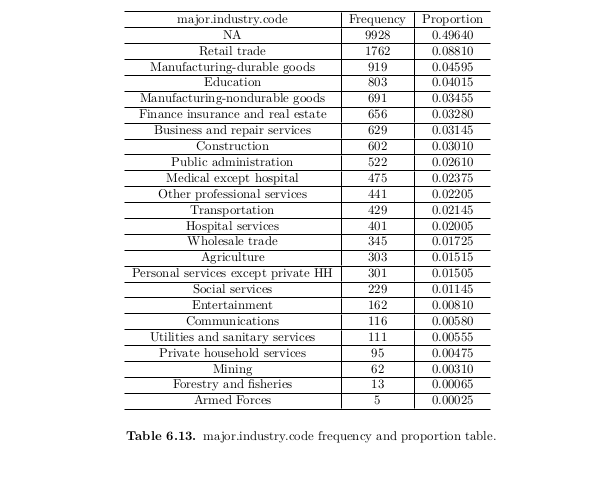 major.industry.code Frequency Proportion
NA 9928 0.49640
Retail trade 1762 0.08810
Manufacturing-durable goods 919 0.04595
Education 803 0.04015
Manufacturing-nondurable goods 691 0.03455
Finance insurance and real estate 656 0.03280
Business and repair services 629 0.03145
Construction 602 0.03010
Public administration 522 0.02610
Medical except hospital 475 0.02375
Other professional services 441 0.02205
Transportation 429 0.02145
Hospital services 401 0.02005
Wholesale trade 345 0.01725
Agriculture 303 0.01515
Personal services except private HH 301 0.01505
Social services 229 0.01145
Entertainment 162 0.00810
Communications 116 0.00580
Utilities and sanitary services 111 0.00555
Private household services 95 0.00475
Mining 62 0.00310
Forestry and fisheries 13 0.00065
Armed Forces 5 0.00025
Table 6.13. major.industry.code frequency and proportion table.